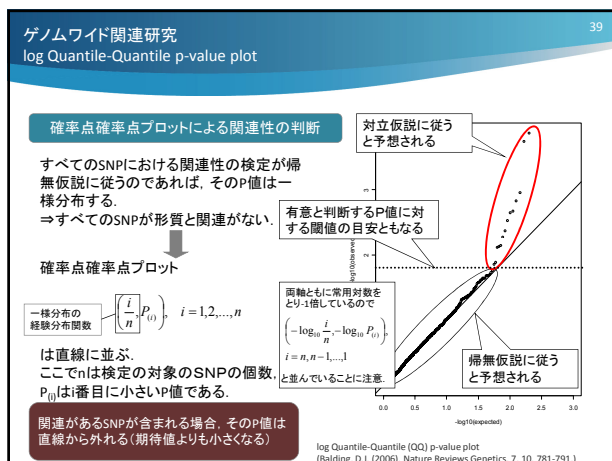 39
ゲノムワイド関連研究
log Quantile-Quantile p-value plot
確率点確率点プロットによる関連性の判断
すべてのSNPにおける関連性の検定が帰
無仮説に従うのであれば，そのP値は一
様分布する．
⇒すべてのSNPが形質と関連がない．
確率点確率点プロット
一様分布の
経験分布関数
(i/n, P(i)), i = 1,2,...,n
は直線に並ぶ．
ここでnは検定の対象のSNPの個数，
P(i)はi番目に小さいP値である．
関連があるSNPが含まれる場合，そのP値は
直線から外れる（期待値よりも小さくなる）
対立仮説に従う
と予想される
有意と判断するP値に対
する閾値の目安ともなる
両軸ともに常用対数を
とり-1倍しているので
(-log10 i/n, -log10 P(i)),
i = n, n-1,...,1
と並んでいることに注意．
帰無仮説に従う
と予想される
3
2
-log10(observed
0.0 0.5 1.0 1.5 2.0 2.5 3.0
-log10(expected)
log Quantile-Quantile (QQ) p-value plot
(Balding, D.J. (2006). Nature Reviews Genetics, 7, 10, 781-791.)